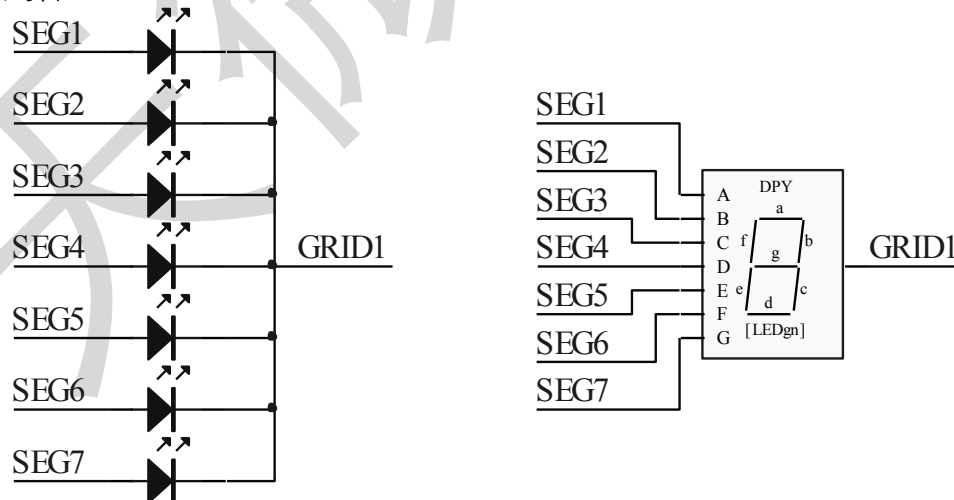 SEG1
SEG2
SEG3
SEG4
SEG5
SEG6
SEG7
GRID1
SEG1
SEG2
SEG3
SEG4
SEG5
SEG6
SEG7
A
B
C
D
E
F
G
DPY
a
f
b
g
e
c
d
[LEDgn]
GRID1